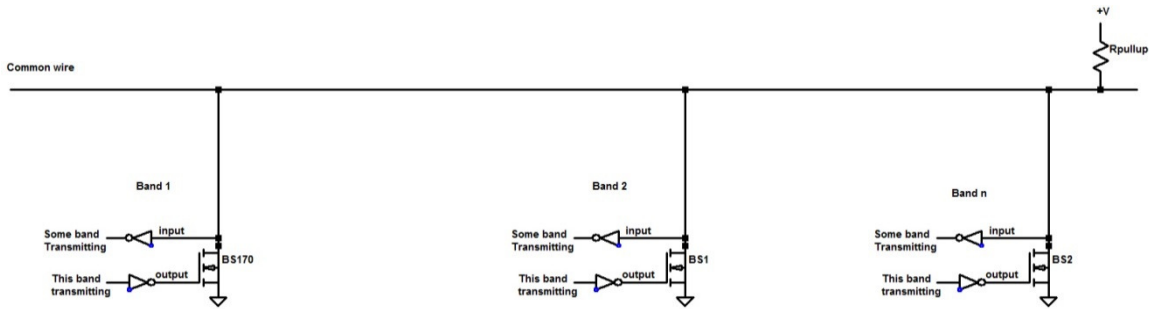 +V
Rpullup
Common wire
Band 1
Band 2
Band n
Some band
Transmitting
input
BS170
This band
transmitting
output
Some band
Transmitting
input
BS1
This band
transmitting
output
Some band
Transmitting
input
BS2
This band
transmitting
output